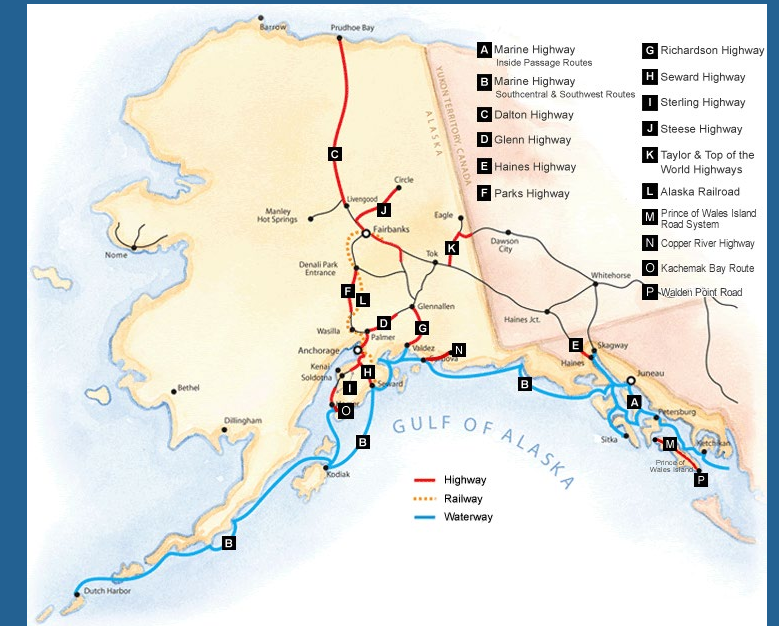 Barrow
Prudhoe Bay
YUKON TERRITORY, CANADA
ALASKA
A Marine Highway
Inside Passage Routes
B Marine Highway
Southcentral & Southwest Routes
C Dalton Highway
D Glenn Highway
E Haines Highway
F Parks Highway
G Richardson Highway
H Seward Highway
I Sterling Highway
J Steese Highway
K Taylor & Top of the
World Highways
L Alaska Railroad
M Prince of Wales Island
Road System
N Copper River Highway
O Kachemak Bay Route
P Walden Point Road
C
Circle
Livengood
J
Manley
Hot Springs
Eagle
Fairbanks
Dawson
City
K
Nome
Tok
Denali Park
Entrance
Whitehorse
F
L
Glennallen
Haines Jct.
D
G
Wasilla
Palmer
Anchorage
Valdez
N
E
Skagway
Haines
Kenai
Soldotna
H
Seward
I
B
Juneau
A
Bethel
O
Petersburg
Dillingham
GULF OF ALASKA
B
Sitka
M
Ketchikan
Prince of
Wales Island
P
Kodiak
Highway
Railway
Waterway
B
Dutch Harbor